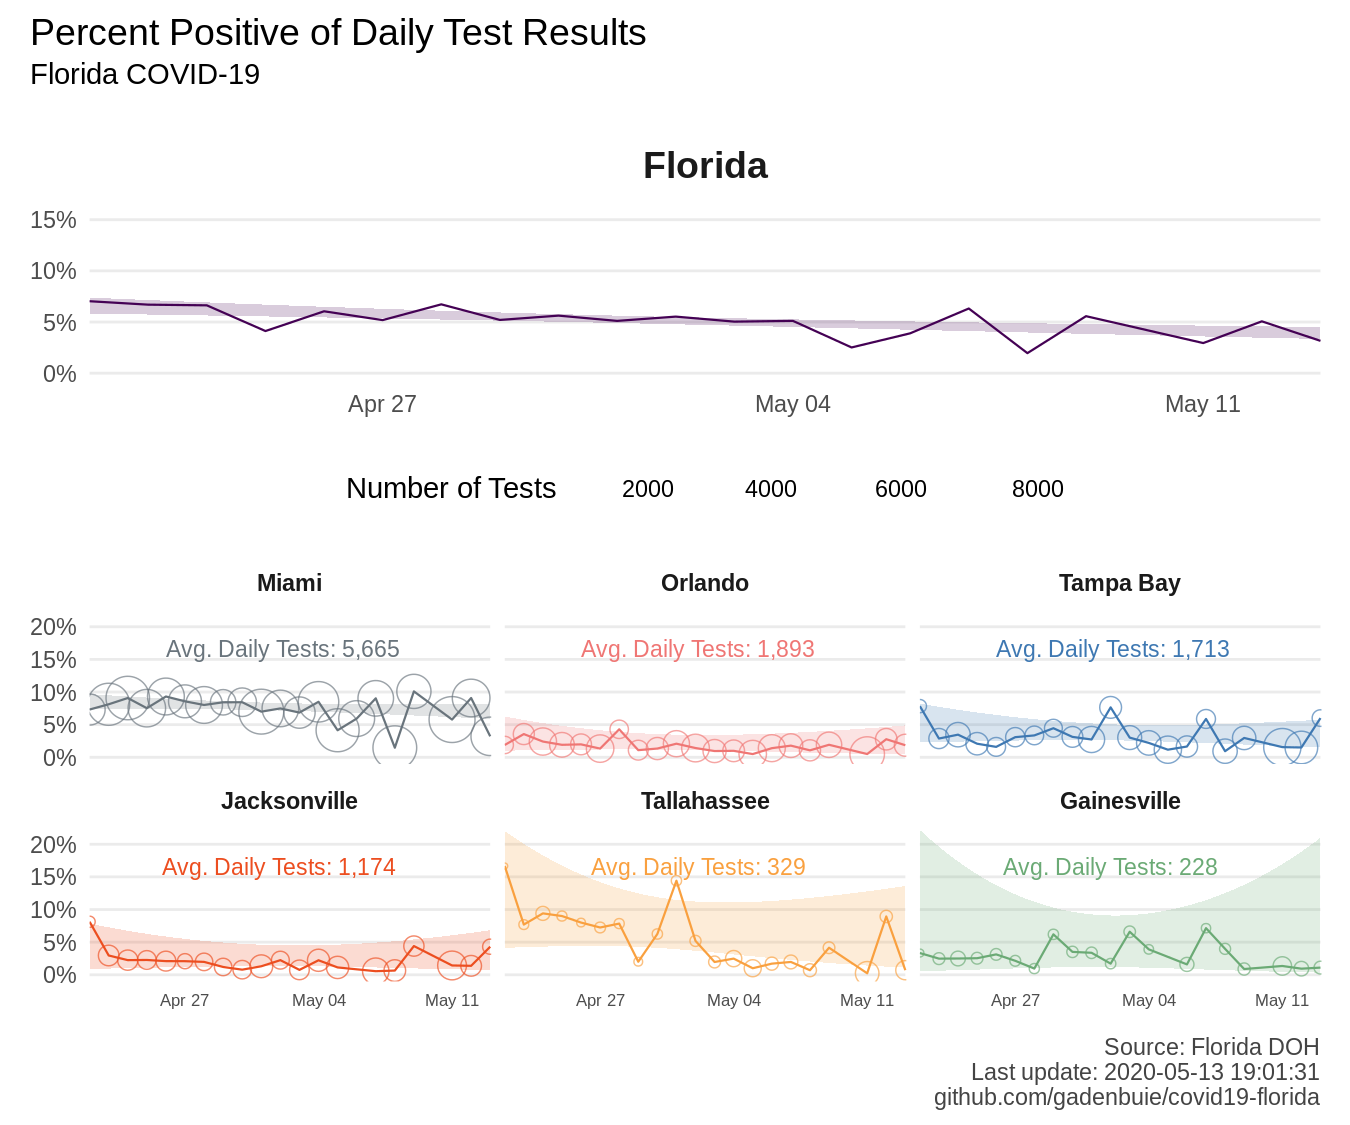 Percent Positive of Daily Test Results
Florida COVID-19
Florida
15%
10%
5%
0%
Apr 27 May 04 May 11
Number of Tests 2000 4000 6000 8000
Miami Orlando Tampa Bay
20%
Avg. Daily Tests: 5,665 Avg. Daily Tests: 1,893 Avg. Daily Tests: 1,713
15%
10%
5%
0%
Jacksonville Tallahassee Gainesville
20%
Avg. Daily Tests: 1,174 Avg. Daily Tests: 329 Avg. Daily Tests: 228
15%
10%
5%
0%
Apr 27 May 04 May 11 Apr 27 May 04 May 11 Apr 27 May 04 May 11
Source: Florida DOH
Last update: 2020-05-13 19:01:31
github.com/gadenbuie/covid19-florida